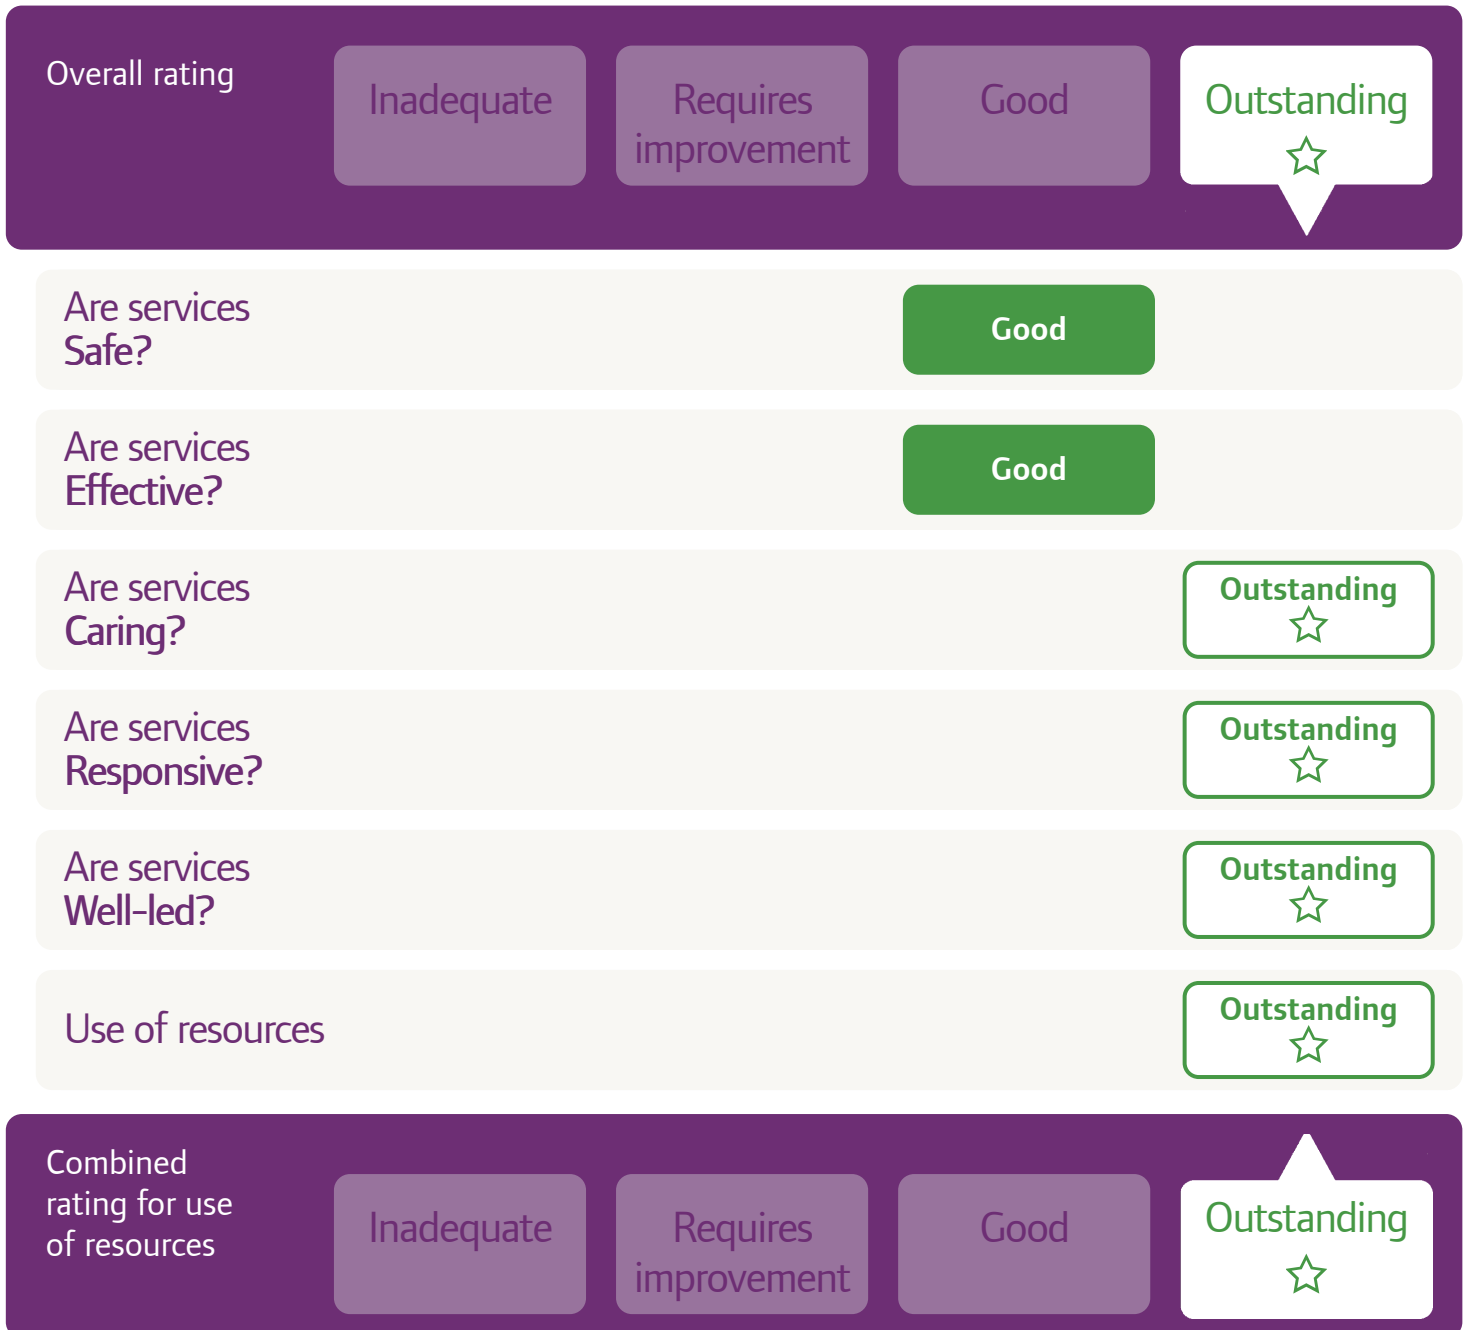 Overall rating
Inadequate
Requires
improvement
Good
Outstanding
Are services
Safe?
Good
Are services
Effective?
Good
Are services
Caring?
Outstanding
Are services
Responsive?
Outstanding
Are services
Well-led?
Outstanding
Use of resources
Outstanding
Combined
rating for use
of resources
Inadequate
Requires
improvement
Good
Outstanding